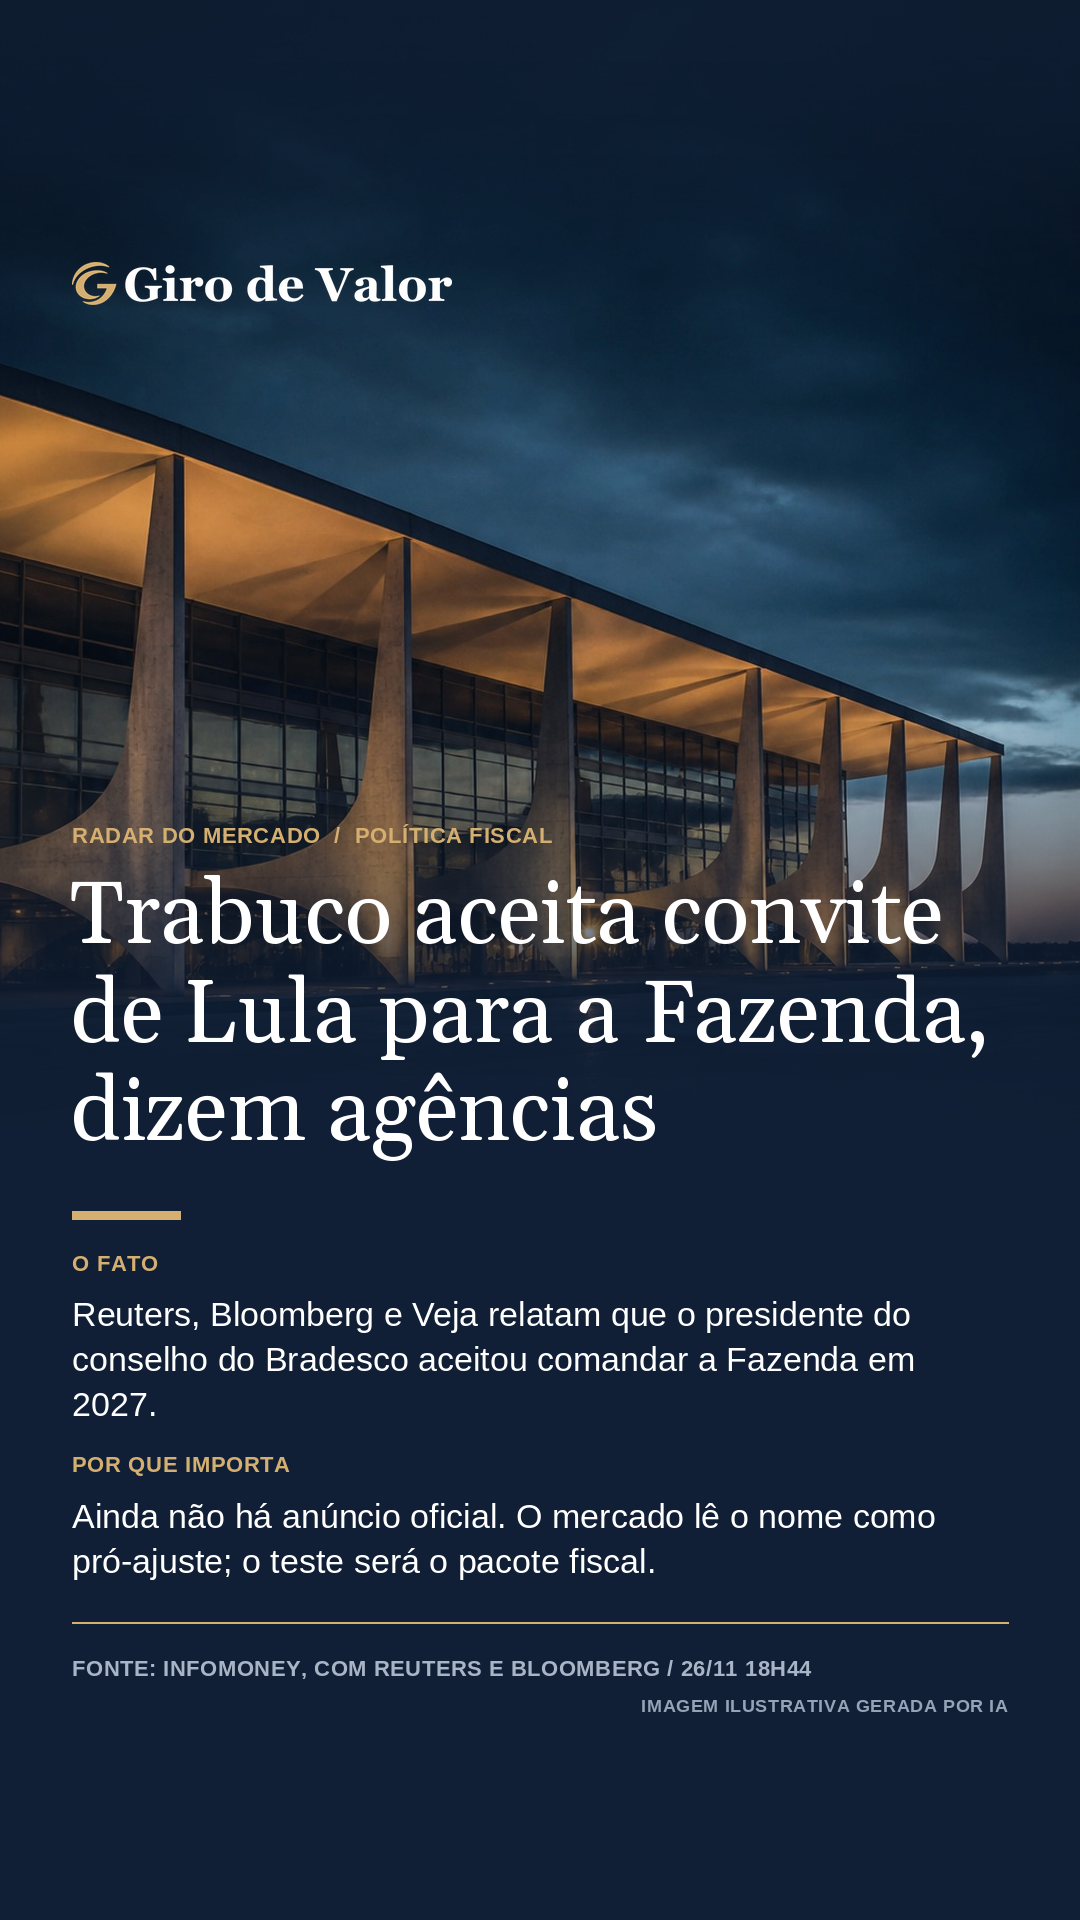 Giro de Valor
RADAR DO MERCADO / POLÍTICA FISCAL
Trabuco aceita convite
de Lula para a Fazenda,
dizem agências
O FATO
Reuters, Bloomberg e Veja relatam que o presidente do
conselho do Bradesco aceitou comandar a Fazenda em
2027.
POR QUE IMPORTA
Ainda não há anúncio oficial. O mercado lê o nome como
pró-ajuste; o teste será o pacote fiscal.
FONTE: INFOMONEY, COM REUTERS E BLOOMBERG / 26/11 18H44
IMAGEM ILUSTRATIVA GERADA POR IA